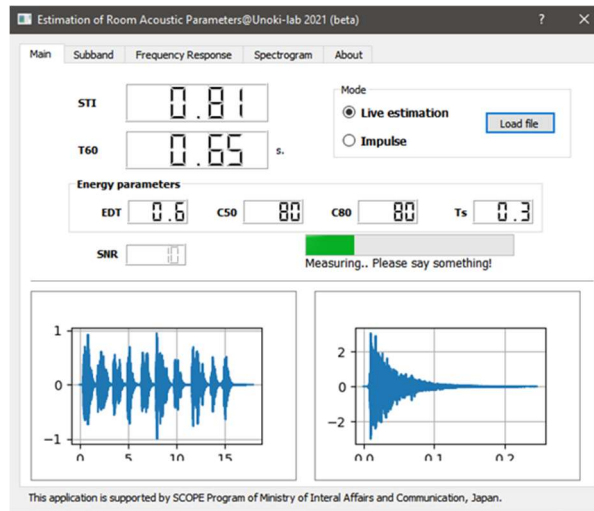 Estimation of Room Acoustic Parameters@Unoki-lab 2021 (beta) ? ×
Main Subband Frequency Response Spectrogram About
STI 0.81
T60 0.65 s.
Mode
Live estimation
Impulse
Load file
Energy parameters
EDT 0.6 C50 80 C80 80 Ts 0.3
SNR 10
Measuring.. Please say something!
1
0
−1
0 5 10 15
2
0
−2
0.0 0.1 0.2
This application is supported by SCOPE Program of Ministry of Interal Affairs and Communication, Japan.